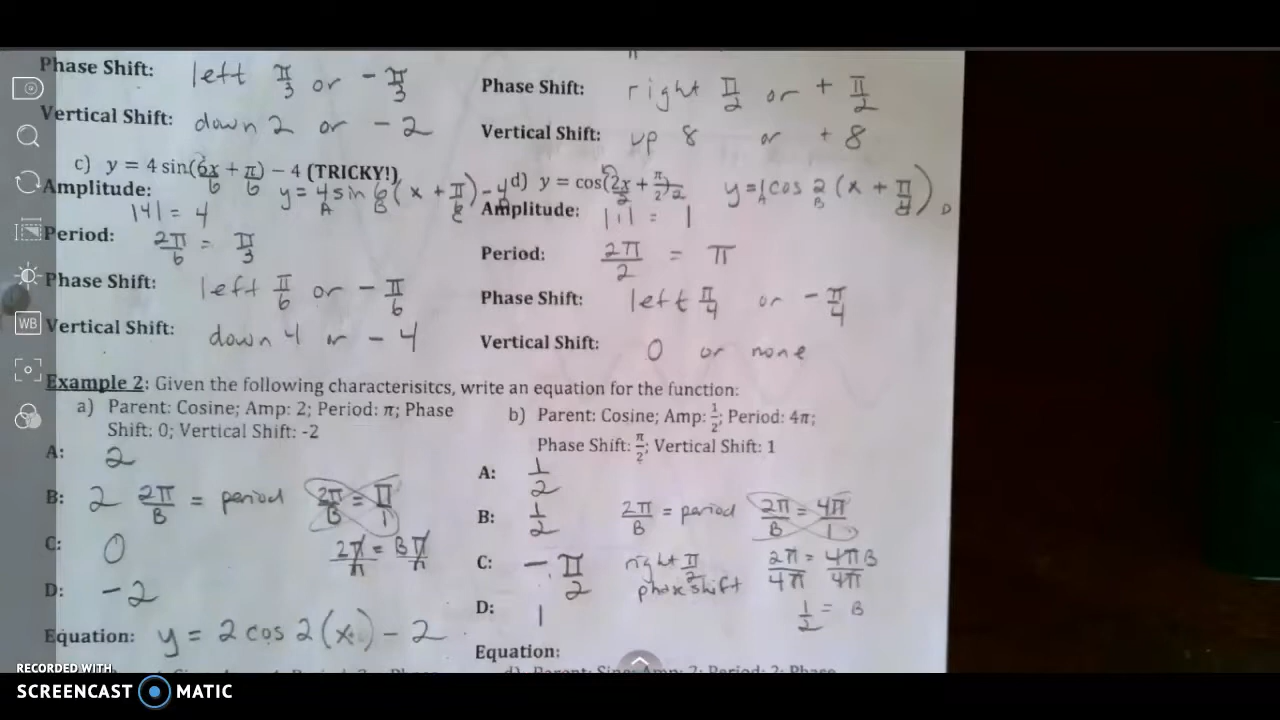 Phase Shift: left π/3 or - π/3
Vertical Shift: down 2 or - 2
Phase Shift: right π/2 or + π/2
Vertical Shift: up 8 or + 8
c) y = 4 sin(6x + π) − 4 (TRICKY!)
6 6
y = 4 sin 6(x + π/6) - 4
A B C D
Amplitude:
|4| = 4
Period: 2π/6 = π/3
Phase Shift: left π/6 or - π/6
Vertical Shift: down 4 or - 4
d) y = cos(2x + π/2)
2 2
y = 1 cos 2(x + π/4)
A B D
Amplitude: |1| = 1
Period: 2π/2 = π
Phase Shift: left π/4 or - π/4
Vertical Shift: 0 or none
Example 2: Given the following characterisitcs, write an equation for the function:
a) Parent: Cosine; Amp: 2; Period: π; Phase
Shift: 0; Vertical Shift: -2
A: 2
B: 2 2π/B = period 2π/B = π/1
2π/π = Bπ/π
C: 0
D: -2
Equation: y = 2 cos 2(x) - 2
b) Parent: Cosine; Amp: 1/2; Period: 4π;
Phase Shift: π/2; Vertical Shift: 1
A: 1/2
B: 1/2 2π/B = period 2π/B = 4π/1
C: - π/2 right π/2 phase shift 2π/4π = 4πB/4π
D: 1 1/2 = B
Equation:
WB
RECORDED WITH
SCREENCAST MATIC